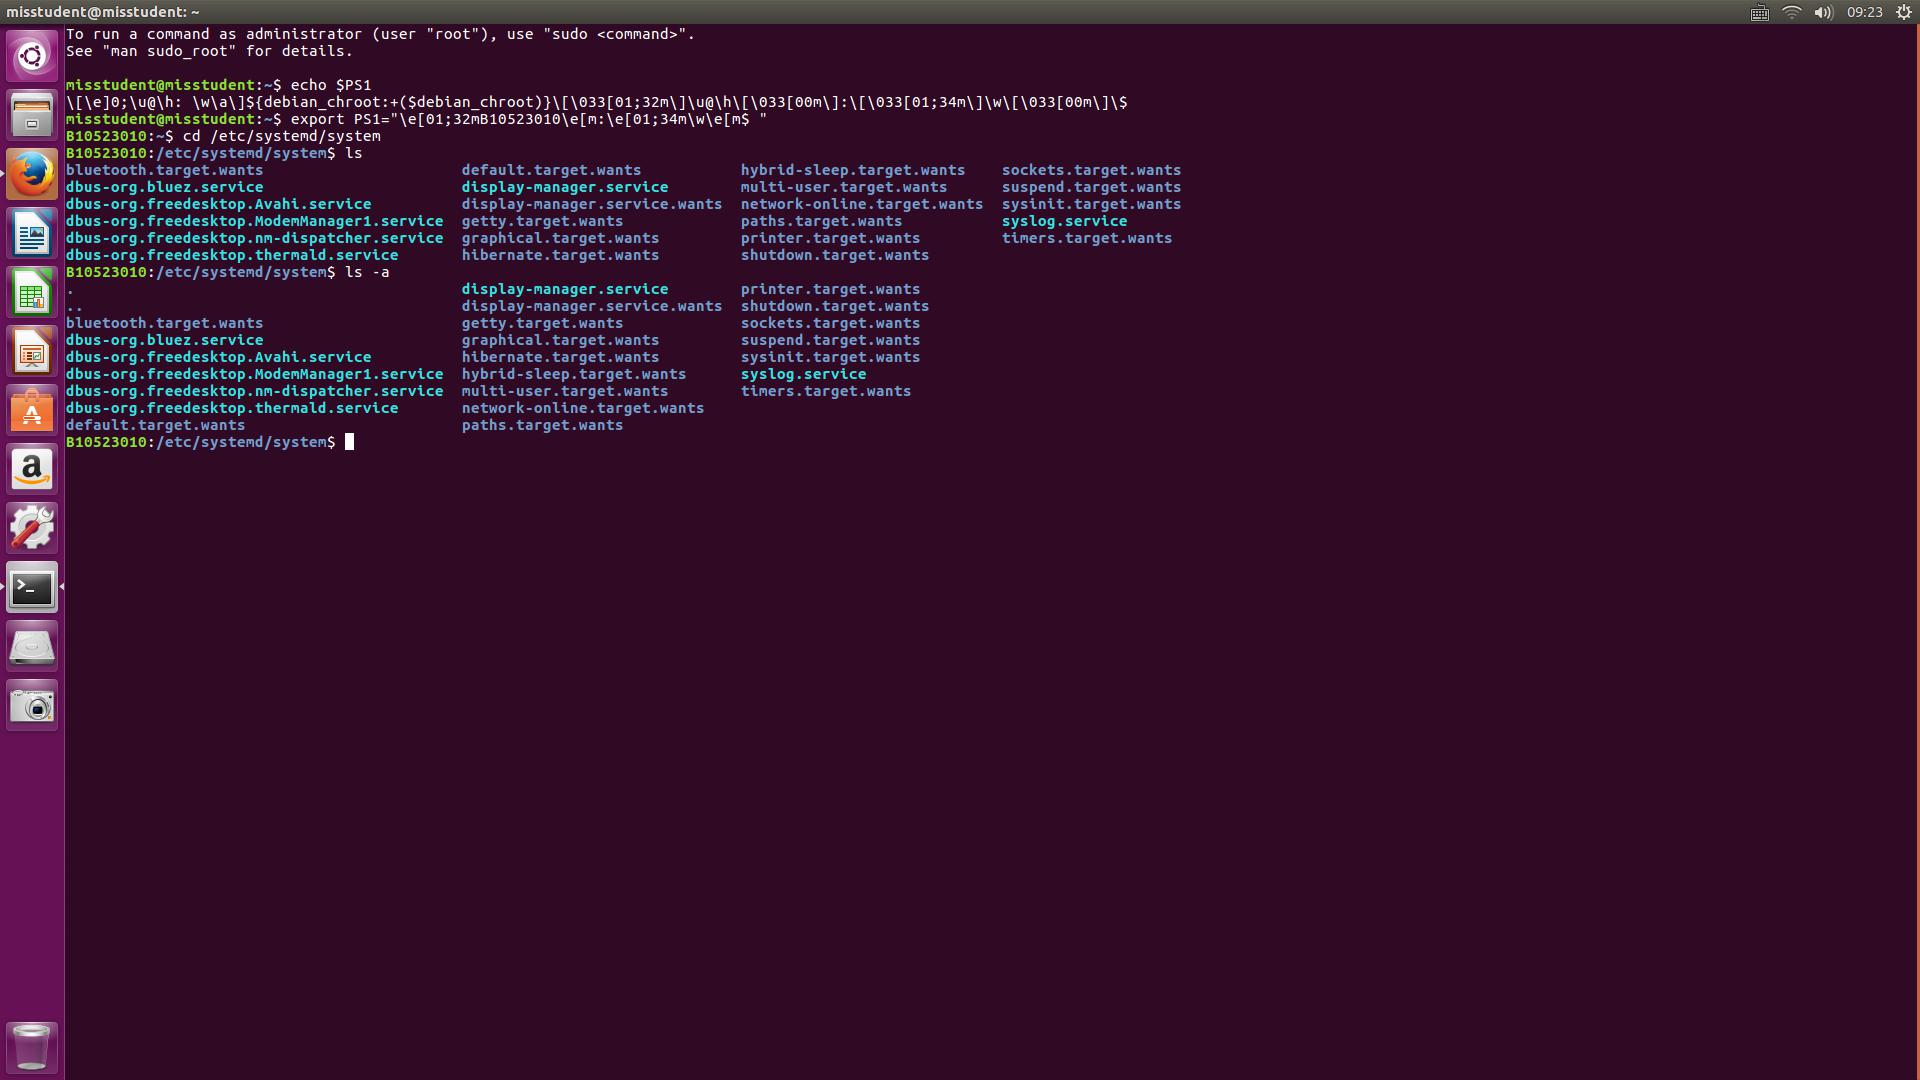 misstudent@misstudent: ~ 09:23
To run a command as administrator (user "root"), use "sudo <command>".
See "man sudo_root" for details.
misstudent@misstudent:~$ echo $PS1
\[\e]0;\u@\h: \w\a\]${debian_chroot:+($debian_chroot)}\[\033[01;32m\]\u@\h\[\033[00m\]:\[\033[01;34m\]\w\[\033[00m\]\$
misstudent@misstudent:~$ export PS1="\e[01;32mB10523010\e[m:\e[01;34m\w\e[m$ "
B10523010:~$ cd /etc/systemd/system
B10523010:/etc/systemd/system$ ls
bluetooth.target.wants default.target.wants hybrid-sleep.target.wants sockets.target.wants
dbus-org.bluez.service display-manager.service multi-user.target.wants suspend.target.wants
dbus-org.freedesktop.Avahi.service display-manager.service.wants network-online.target.wants sysinit.target.wants
dbus-org.freedesktop.ModemManager1.service getty.target.wants paths.target.wants syslog.service
dbus-org.freedesktop.nm-dispatcher.service graphical.target.wants printer.target.wants timers.target.wants
dbus-org.freedesktop.thermald.service hibernate.target.wants shutdown.target.wants
B10523010:/etc/systemd/system$ ls -a
. display-manager.service printer.target.wants
.. display-manager.service.wants shutdown.target.wants
bluetooth.target.wants getty.target.wants sockets.target.wants
dbus-org.bluez.service graphical.target.wants suspend.target.wants
dbus-org.freedesktop.Avahi.service hibernate.target.wants sysinit.target.wants
dbus-org.freedesktop.ModemManager1.service hybrid-sleep.target.wants syslog.service
dbus-org.freedesktop.nm-dispatcher.service multi-user.target.wants timers.target.wants
dbus-org.freedesktop.thermald.service network-online.target.wants
default.target.wants paths.target.wants
B10523010:/etc/systemd/system$